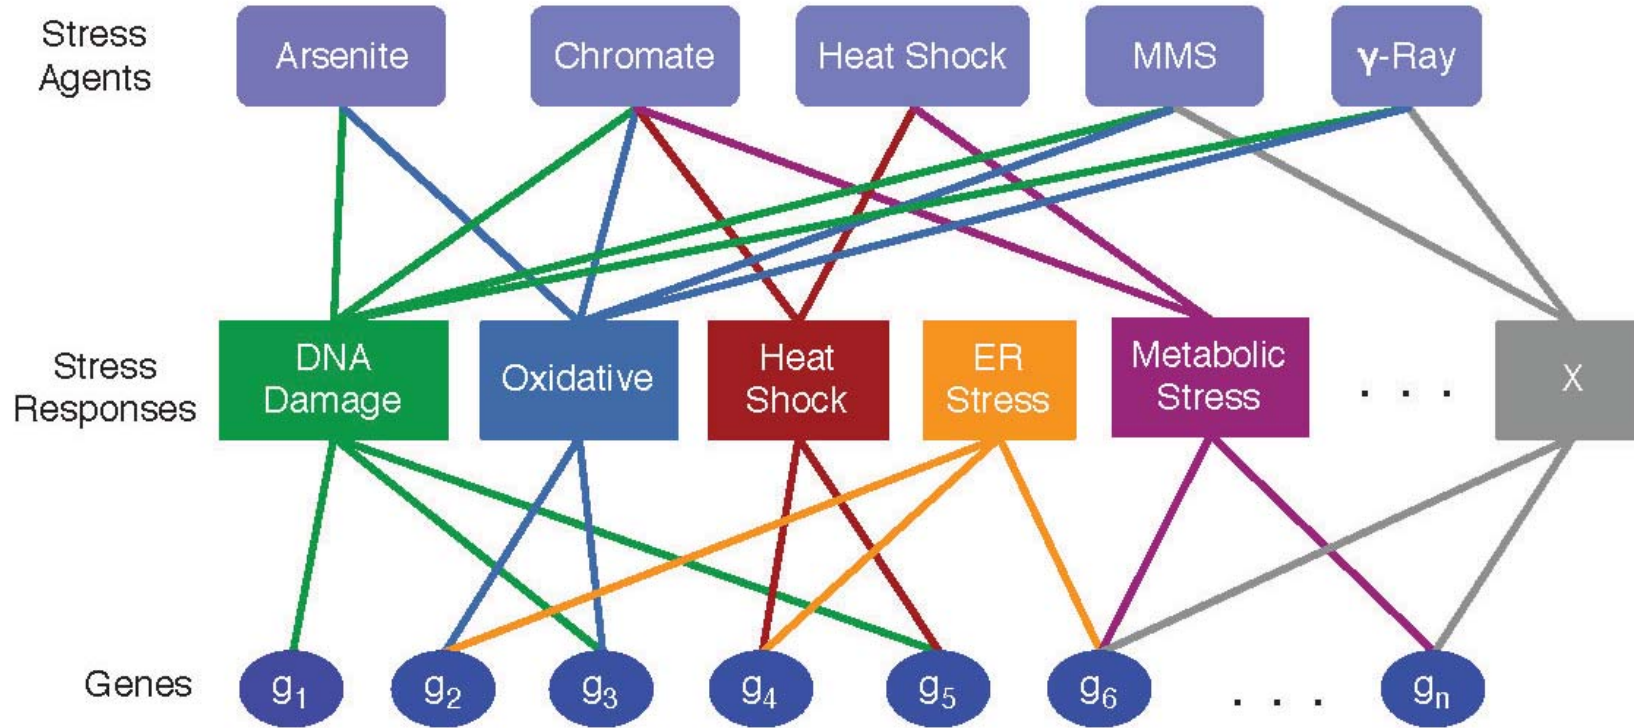 Stress
Agents
Arsenite
Chromate
Heat Shock
MMS
γ-Ray
Stress
Responses
DNA
Damage
Oxidative
Heat
Shock
ER
Stress
Metabolic
Stress
. . .
X
Genes
g1
g2
g3
g4
g5
g6
. . .
gn